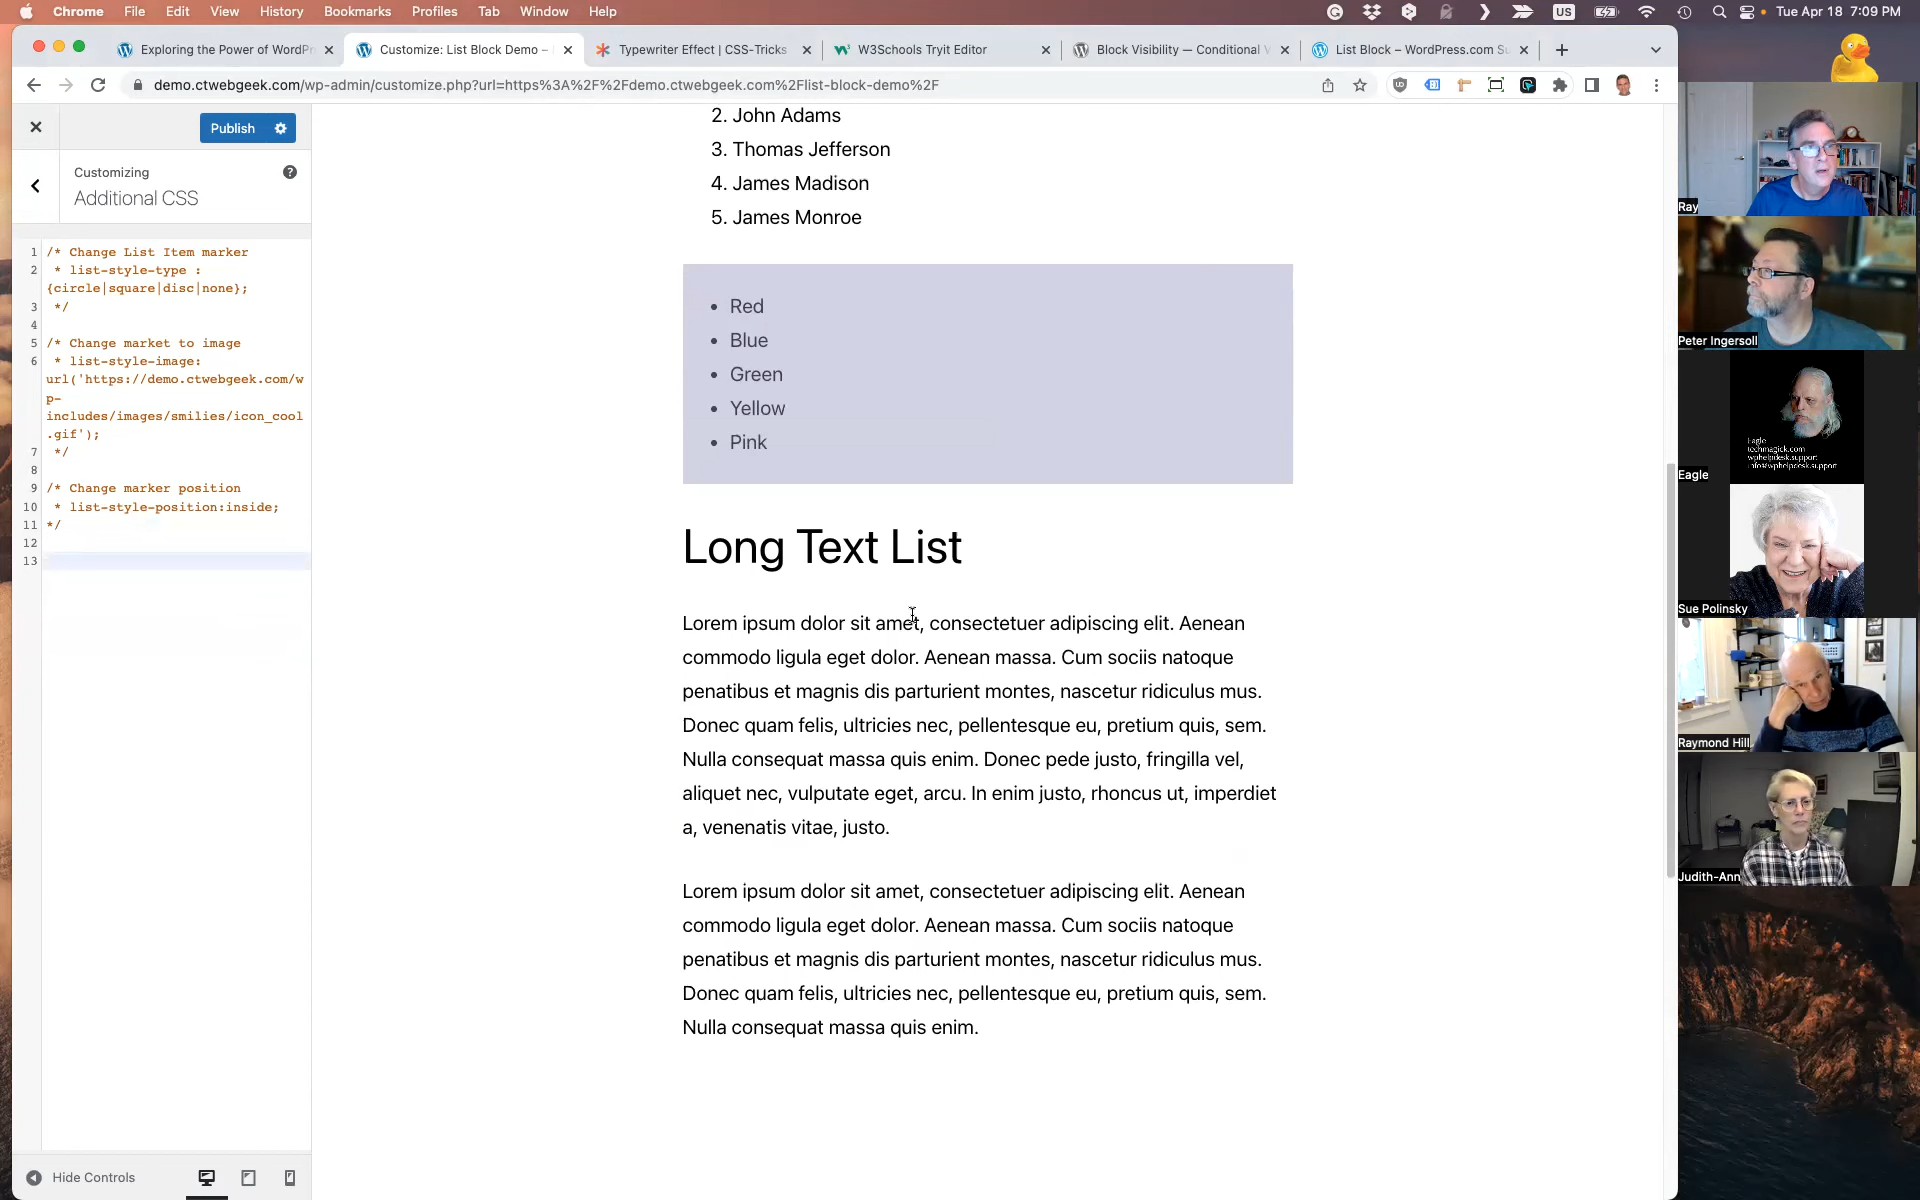 Chrome File Edit View History Bookmarks Profiles Tab Window Help
US Tue Apr 18 7:09 PM
Exploring the Power of WordPr
Customize: List Block Demo –
Typewriter Effect | CSS-Tricks
W3Schools Tryit Editor
Block Visibility — Conditional V
List Block – WordPress.com Su
demo.ctwebgeek.com/wp-admin/customize.php?url=https%3A%2F%2Fdemo.ctwebgeek.com%2Flist-block-demo%2F
Publish
Customizing
Additional CSS
1 /* Change List Item marker
2 * list-style-type :
{circle|square|disc|none};
3 */
4
5 /* Change market to image
6 * list-style-image:
url('https://demo.ctwebgeek.com/w
p-
includes/images/smilies/icon_cool
.gif');
7 */
8
9 /* Change marker position
10 * list-style-position:inside;
11 */
12
13
Hide Controls
2. John Adams
3. Thomas Jefferson
4. James Madison
5. James Monroe
• Red
• Blue
• Green
• Yellow
• Pink
Long Text List
Lorem ipsum dolor sit amet, consectetuer adipiscing elit. Aenean
commodo ligula eget dolor. Aenean massa. Cum sociis natoque
penatibus et magnis dis parturient montes, nascetur ridiculus mus.
Donec quam felis, ultricies nec, pellentesque eu, pretium quis, sem.
Nulla consequat massa quis enim. Donec pede justo, fringilla vel,
aliquet nec, vulputate eget, arcu. In enim justo, rhoncus ut, imperdiet
a, venenatis vitae, justo.
Lorem ipsum dolor sit amet, consectetuer adipiscing elit. Aenean
commodo ligula eget dolor. Aenean massa. Cum sociis natoque
penatibus et magnis dis parturient montes, nascetur ridiculus mus.
Donec quam felis, ultricies nec, pellentesque eu, pretium quis, sem.
Nulla consequat massa quis enim.
Ray
Peter Ingersoll
Eagle
techmagick.com
wphelpdesk.support
info@wphelpdesk.support
Eagle
Sue Polinsky
Raymond Hill
Judith-Ann